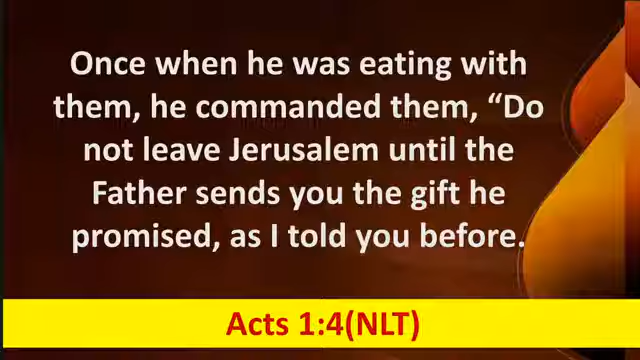 Once when he was eating with
them, he commanded them, “Do
not leave Jerusalem until the
Father sends you the gift he
promised, as I told you before.
Acts 1:4(NLT)